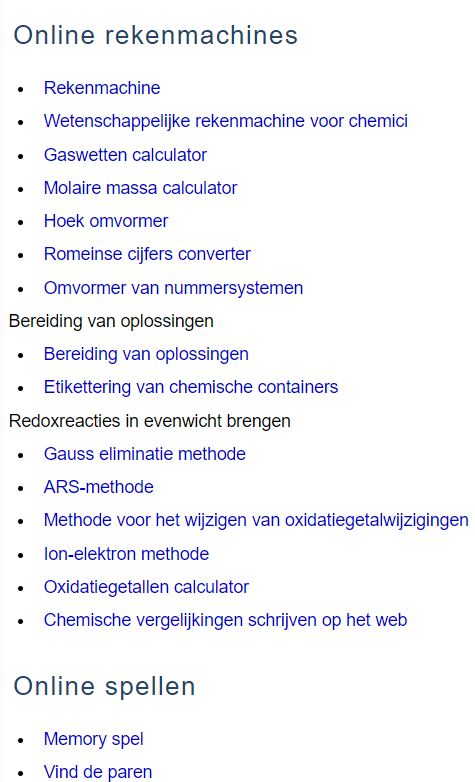 Online rekenmachines
Rekenmachine
Wetenschappelijke rekenmachine voor chemici
Gaswetten calculator
Molaire massa calculator
Hoek omvormer
Romeinse cijfers converter
Omvormer van nummersystemen
Bereiding van oplossingen
Bereiding van oplossingen
Etikettering van chemische containers
Redoxreacties in evenwicht brengen
Gauss eliminatie methode
ARS-methode
Methode voor het wijzigen van oxidatiegetalwijzigingen
Ion-elektron methode
Oxidatiegetallen calculator
Chemische vergelijkingen schrijven op het web
Online spellen
Memory spel
Vind de paren